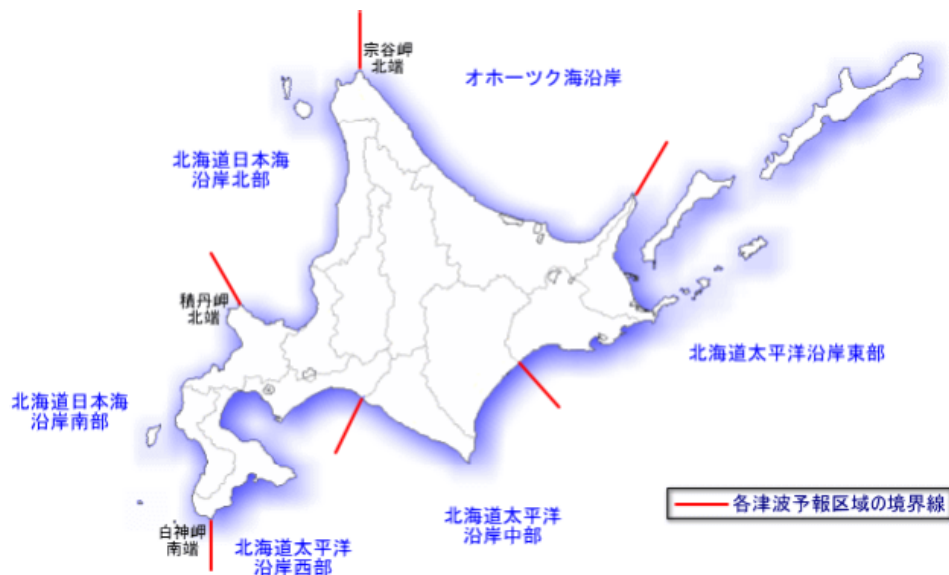 宗谷岬
北端
オホーツク海沿岸
北海道日本海
沿岸北部
積丹岬
北端
北海道太平洋沿岸東部
北海道日本海
沿岸南部
各津波予報区域の境界線
北海道太平洋
沿岸中部
白神岬
南端
北海道太平洋
沿岸西部